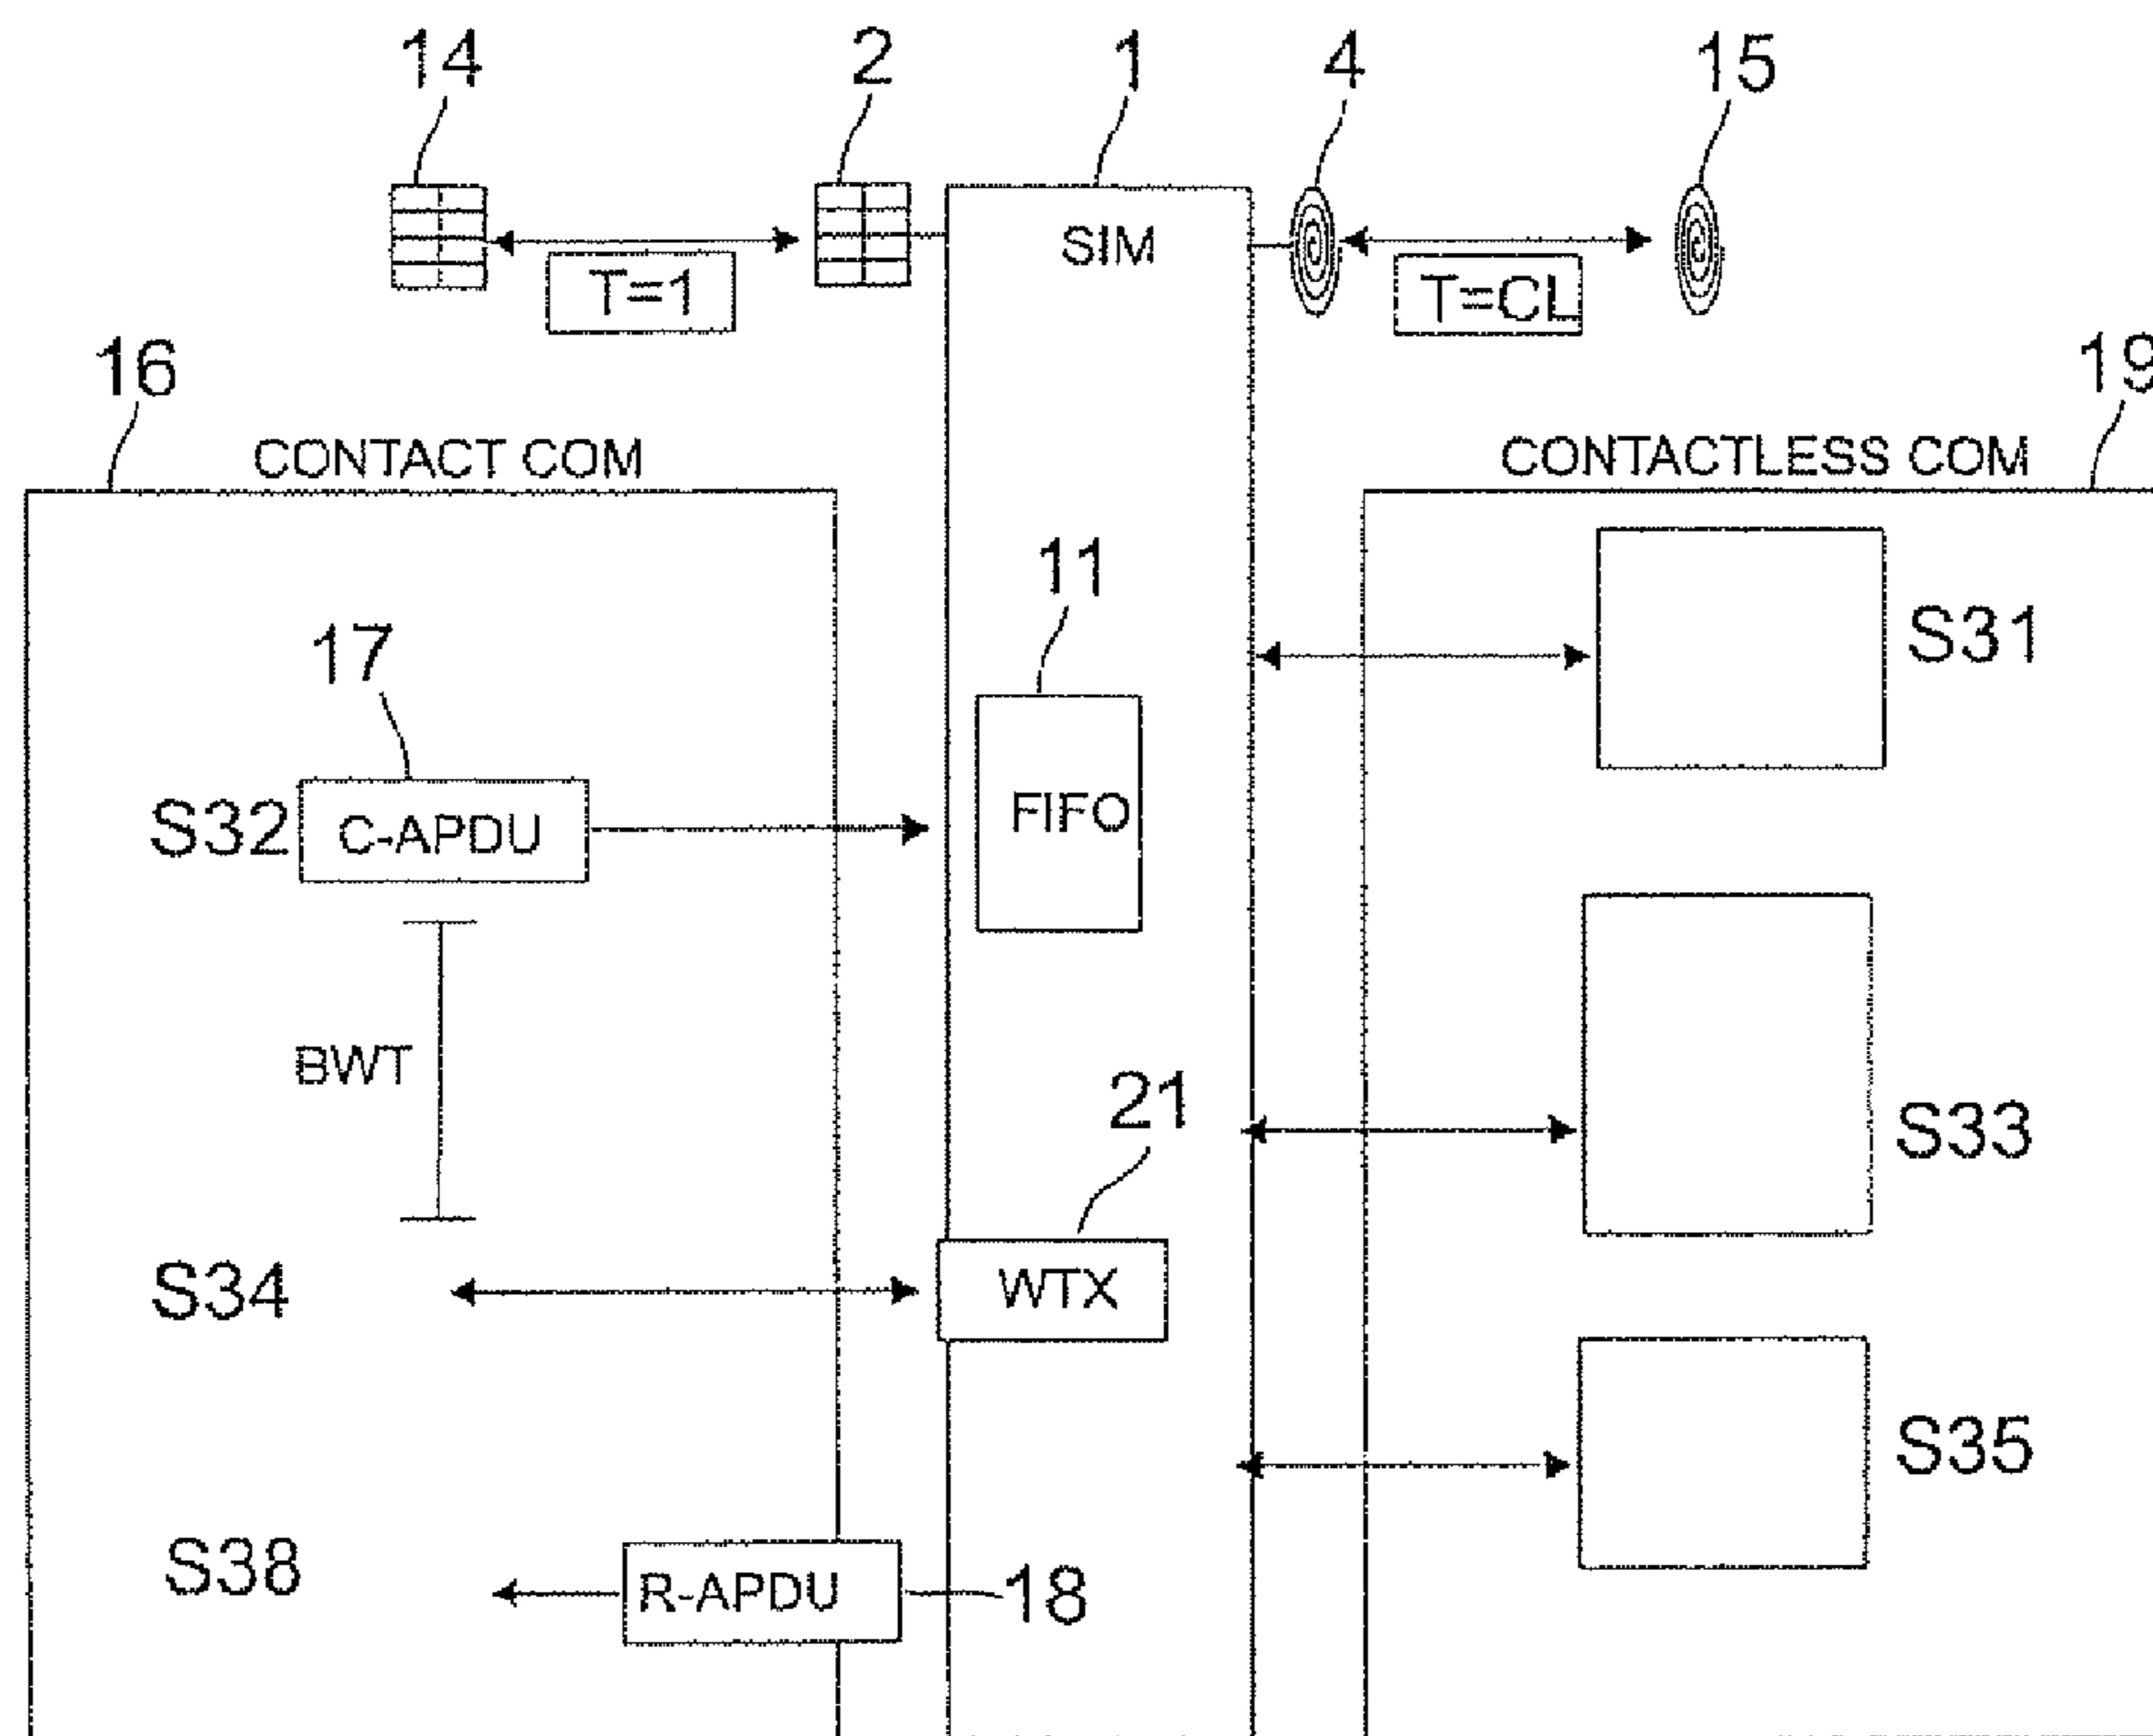 14 2 1 4 15
SIM
T=1 T=CL
16 19
CONTACT COM CONTACTLESS COM
11
S31
17
FIFO
S32 C-APDU
BWT
21
S33
S34 WTX
S35
S38 R-APDU 18